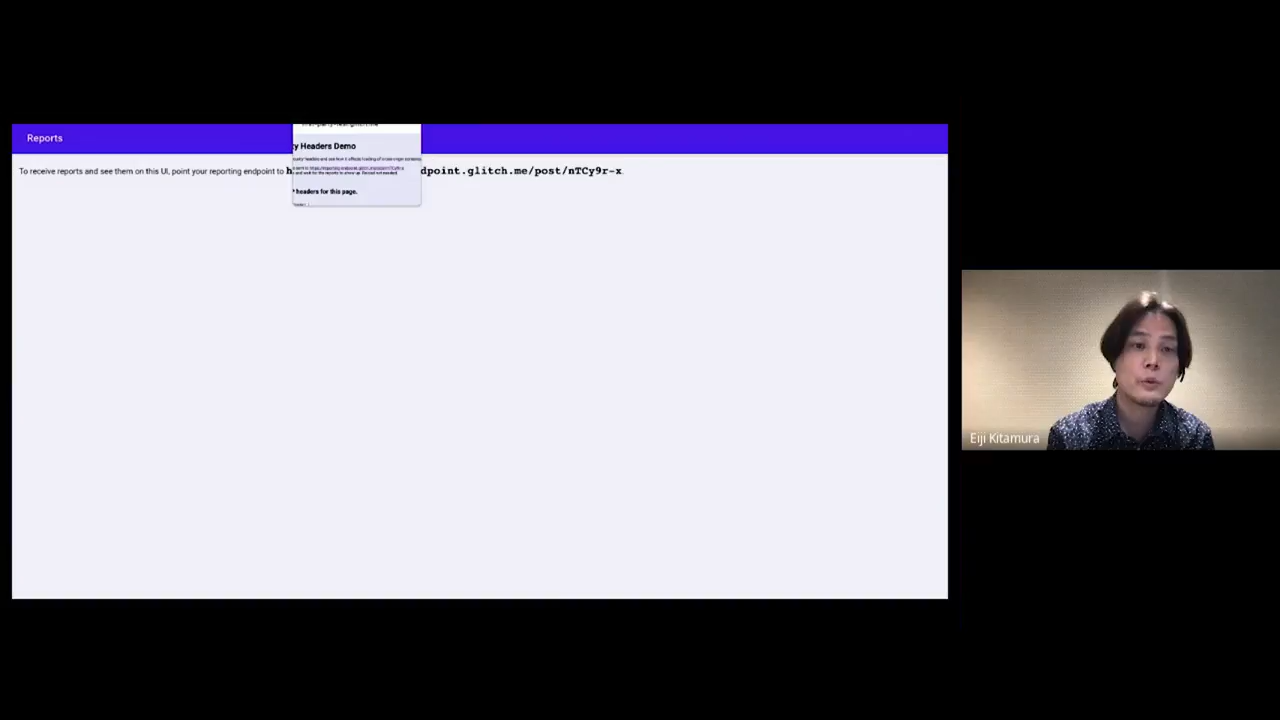 Reports
y Headers Demo
To receive reports and see them on this UI, point your reporting endpoint to h dpoint.glitch.me/post/nTCy9r-x.
headers for this page.
Eiji Kitamura